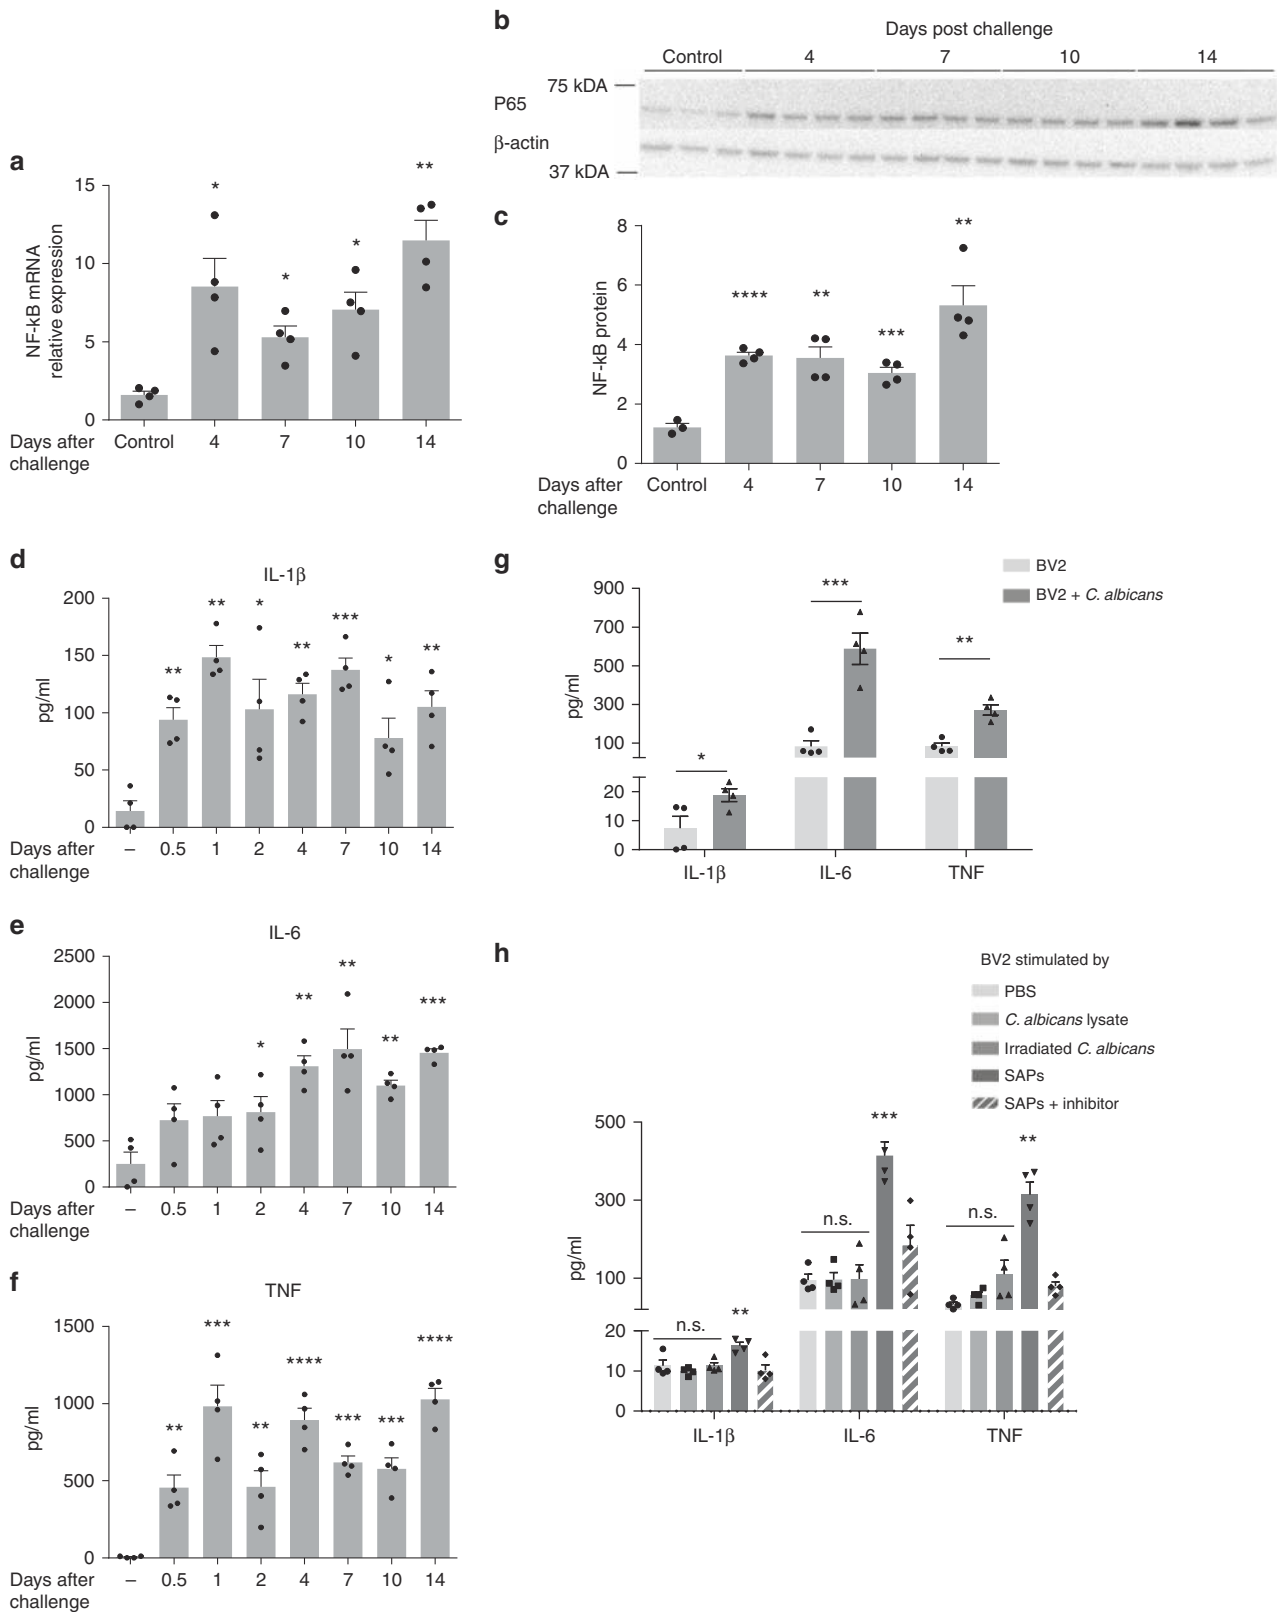 a
NF-kB mRNA
relative expression
15
10
5
0
* * * **
Days after
challenge
Control 4 7 10 14
b
Days post challenge
Control 4 7 10 14
75 kDA
P65
β-actin
37 kDA
c
NF-kB protein
8
6
4
2
0
**** ** *** **
Days after
challenge
Control 4 7 10 14
d
IL-1β
pg/ml
200
150
100
50
0
** ** * ** *** * **
Days after
challenge
– 0.5 1 2 4 7 10 14
e
IL-6
pg/ml
2500
2000
1500
1000
500
0
* ** ** ** ***
Days after
challenge
– 0.5 1 2 4 7 10 14
f
TNF
pg/ml
1500
1000
500
0
** *** ** **** *** *** ****
Days after
challenge
– 0.5 1 2 4 7 10 14
g
BV2
BV2 + C. albicans
pg/ml
900
700
500
300
100
20
10
0
* *** **
IL-1β IL-6 TNF
h
BV2 stimulated by
PBS
C. albicans lysate
Irradiated C. albicans
SAPs
SAPs + inhibitor
pg/ml
500
300
100
20
10
0
n.s. ** n.s. *** n.s. **
IL-1β IL-6 TNF